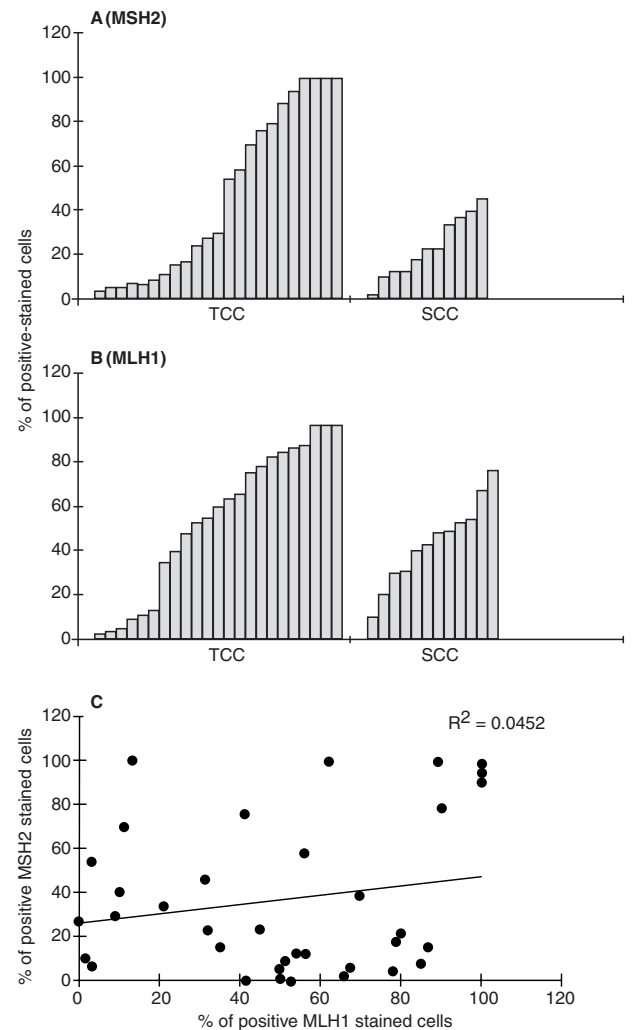 A (MSH2)
120
100
80
60
40
20
0
TCC
SCC
% of positive-stained cells
B (MLH1)
120
100
80
60
40
20
0
TCC
SCC
C
120
100
80
60
40
20
0
R2 = 0.0452
% of positive MSH2 stained cells
0 20 40 60 80 100 120
% of positive MLH1 stained cells